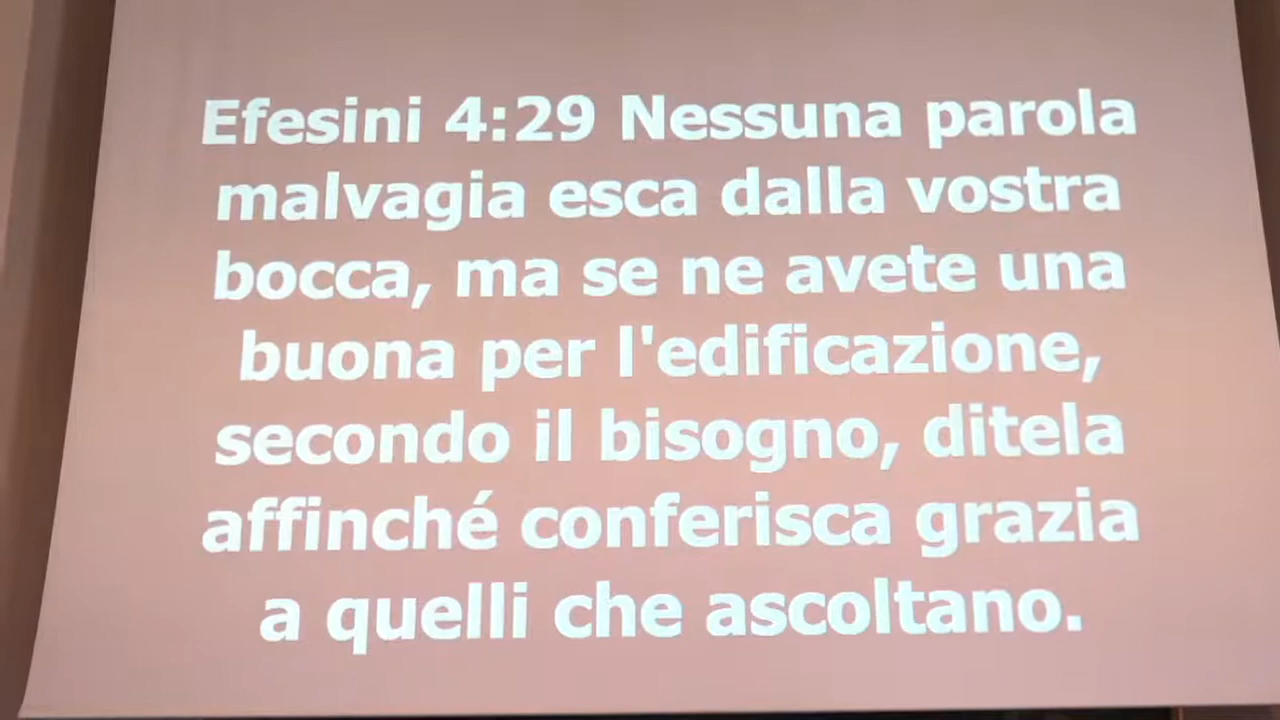 Efesini 4:29 Nessuna parola
malvagia esca dalla vostra
bocca, ma se ne avete una
buona per l'edificazione,
secondo il bisogno, ditela
affinché conferisca grazia
a quelli che ascoltano.